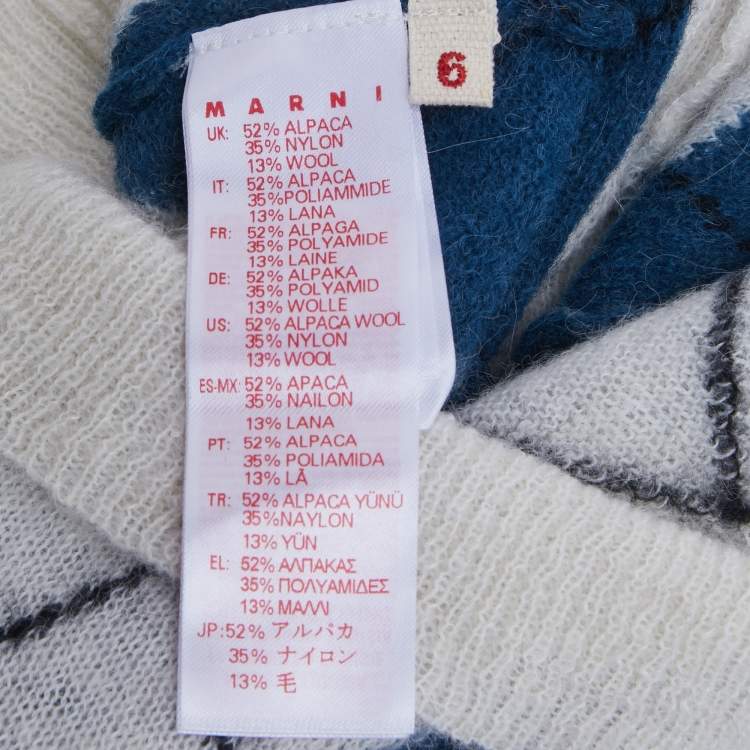 6
MARNI
UK: 52% ALPACA
35% NYLON
13% WOOL
IT: 52% ALPACA
35%POLIAMMIDE
13% LANA
FR: 52% ALPAGA
35% POLYAMIDE
13% LAINE
DE: 52% ALPAKA
35% POLYAMID
13% WOLLE
US: 52% ALPACA WOOL
35% NYLON
13% WOOL
ES-MX: 52% APACA
35% NAILON
13% LANA
PT: 52% ALPACA
35% POLIAMIDA
13% LÃ
TR: 52% ALPACA YÜNÜ
35%NAYLON
13% YÜN
EL: 52% ΑΛΠΑΚΑΣ
35% ΠΟΛΥΑΜΙΔΕΣ
13% ΜΑΛΛΙ
JP:52% アルパカ
35% ナイロン
13% 毛